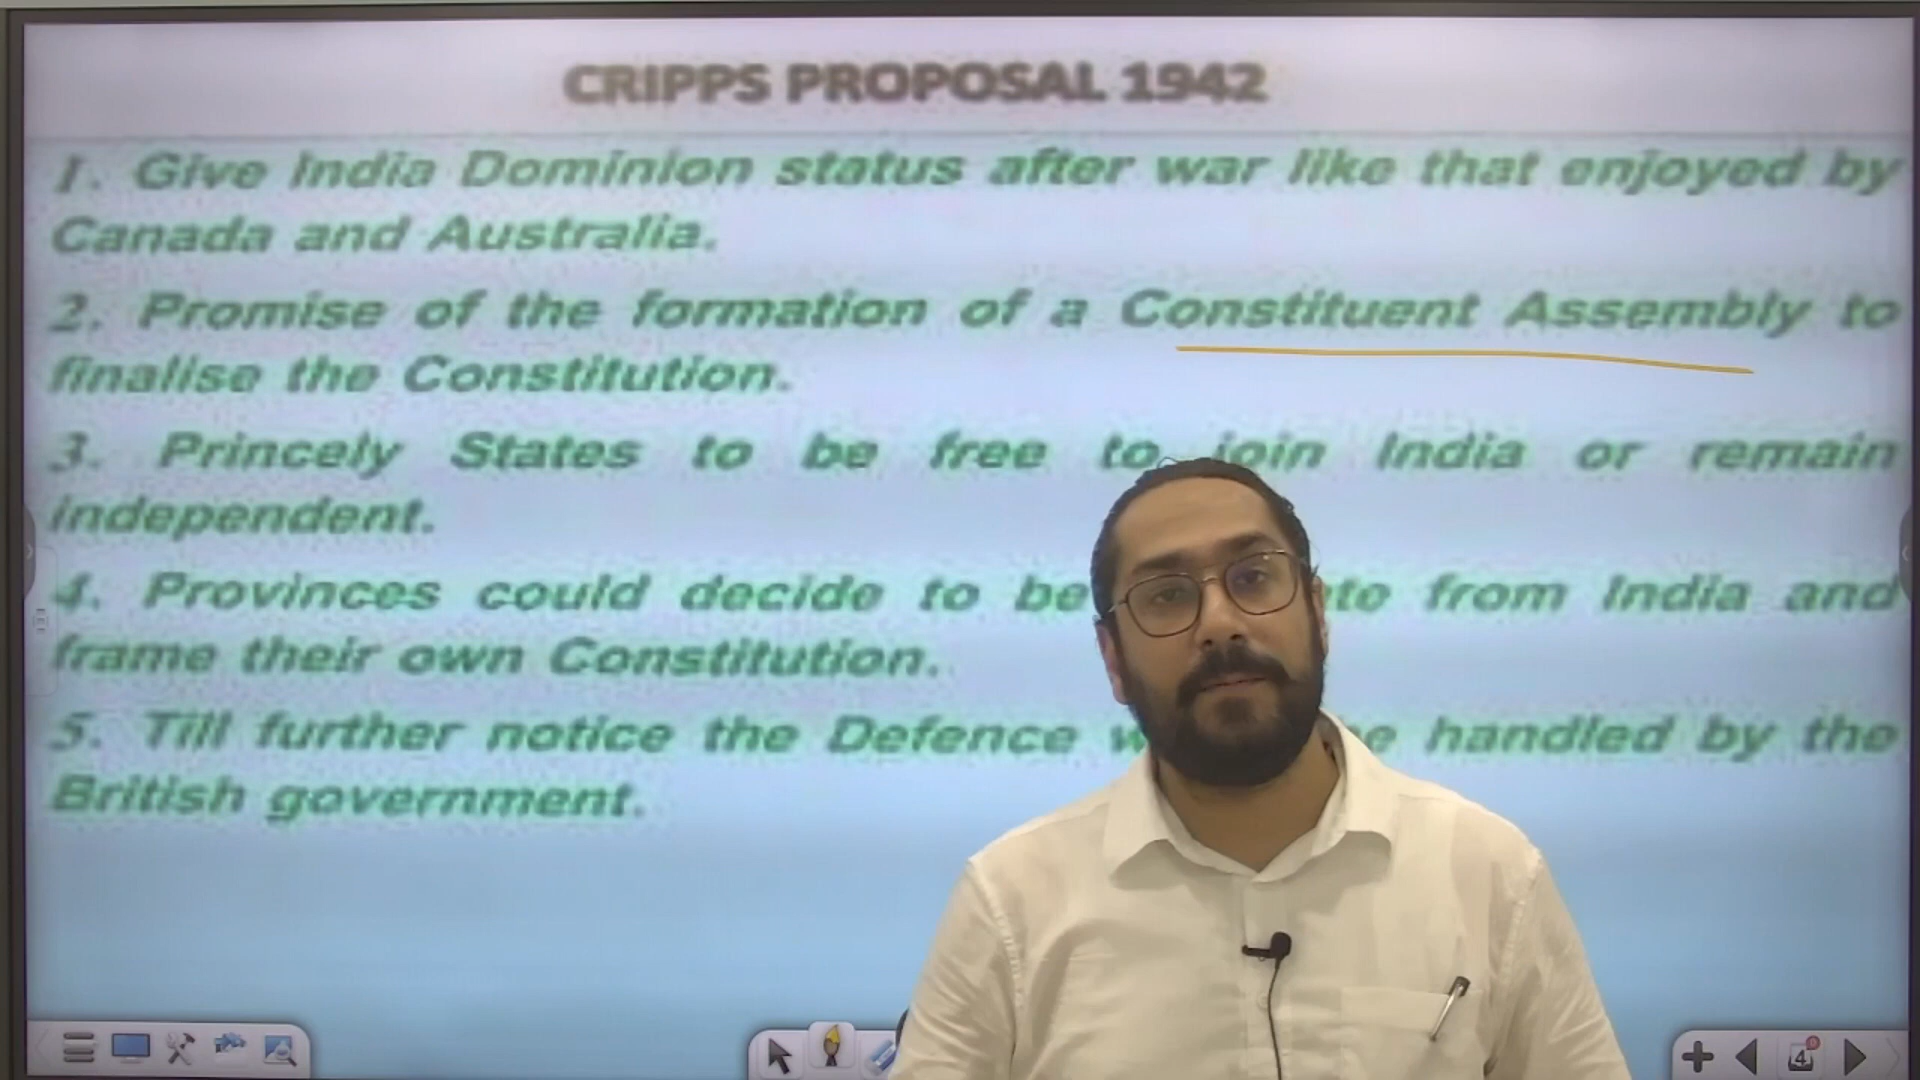 CRIPPS PROPOSAL 1942
1. Give India Dominion status after war like that enjoyed by
Canada and Australia.
2. Promise of the formation of a Constituent Assembly to
finalise the Constitution.
3. Princely States to be free to join India or remain
independent.
4. Provinces could decide to be from India and
frame their own Constitution.
5. Till further notice the Defence handled by the
British government.
4